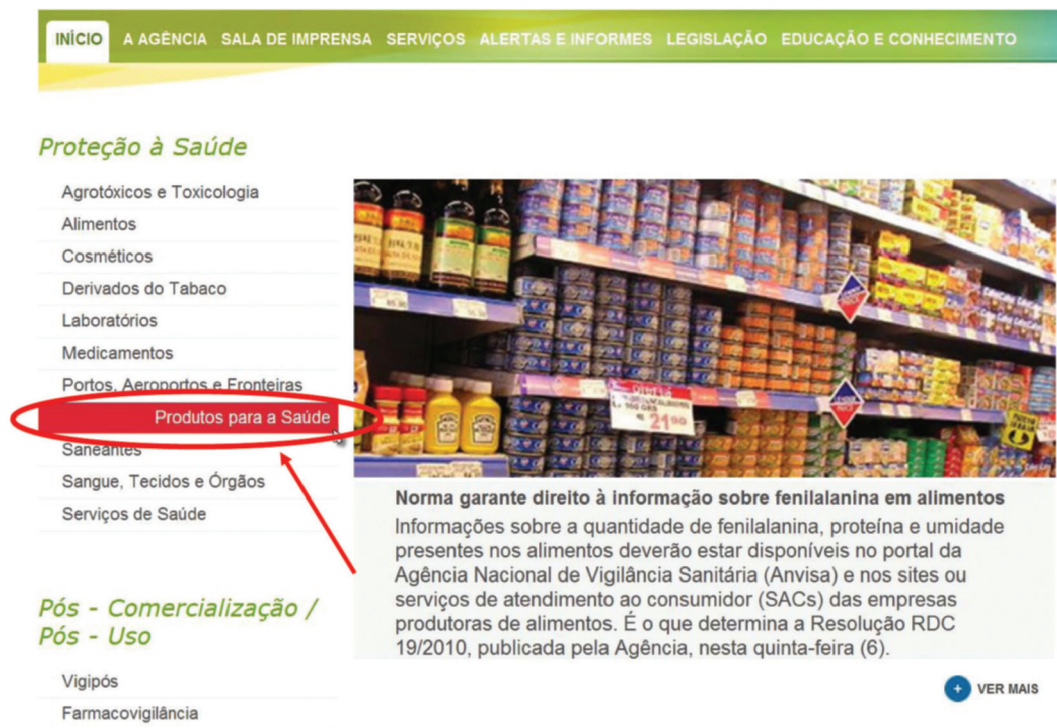 INÍCIO A AGÊNCIA SALA DE IMPRENSA SERVIÇOS ALERTAS E INFORMES LEGISLAÇÃO EDUCAÇÃO E CONHECIMENTO
Proteção à Saúde
Agrotóxicos e Toxicologia
Alimentos
Cosméticos
Derivados do Tabaco
Laboratórios
Medicamentos
Portos, Aeroportos e Fronteiras
Produtos para a Saúde
Saneantes
Sangue, Tecidos e Órgãos
Serviços de Saúde
Pós - Comercialização /
Pós - Uso
Vigipós
Farmacovigilância
HEINZ
2190
Norma garante direito à informação sobre fenilalanina em alimentos
Informações sobre a quantidade de fenilalanina, proteína e umidade
presentes nos alimentos deverão estar disponíveis no portal da
Agência Nacional de Vigilância Sanitária (Anvisa) e nos sites ou
serviços de atendimento ao consumidor (SACs) das empresas
produtoras de alimentos. É o que determina a Resolução RDC
19/2010, publicada pela Agência, nesta quinta-feira (6).
+ VER MAIS